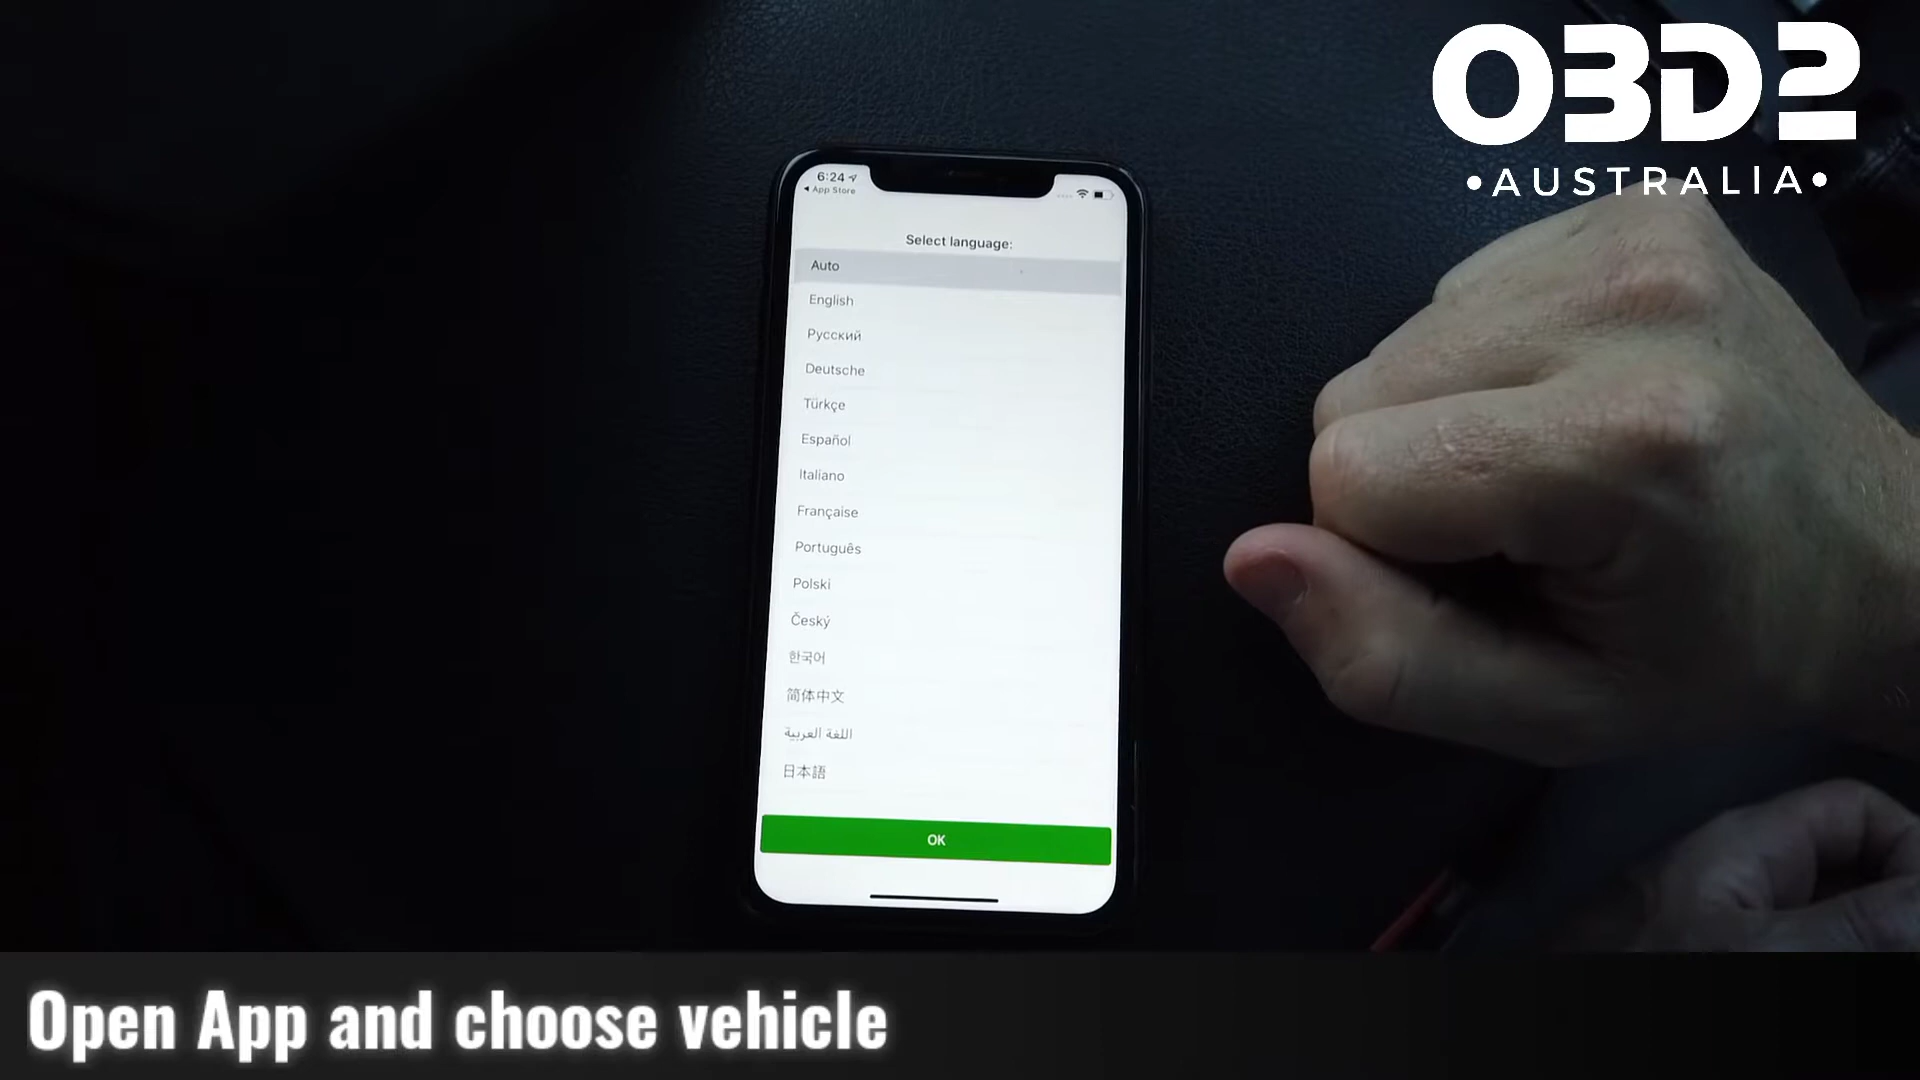 OBD2
•AUSTRALIA•
6:24
App Store
Select language:
Auto
English
Русский
Deutsche
Türkçe
Español
Italiano
Française
Português
Polski
Český
한국어
简体中文
اللغة العربية
日本語
OK
Open App and choose vehicle